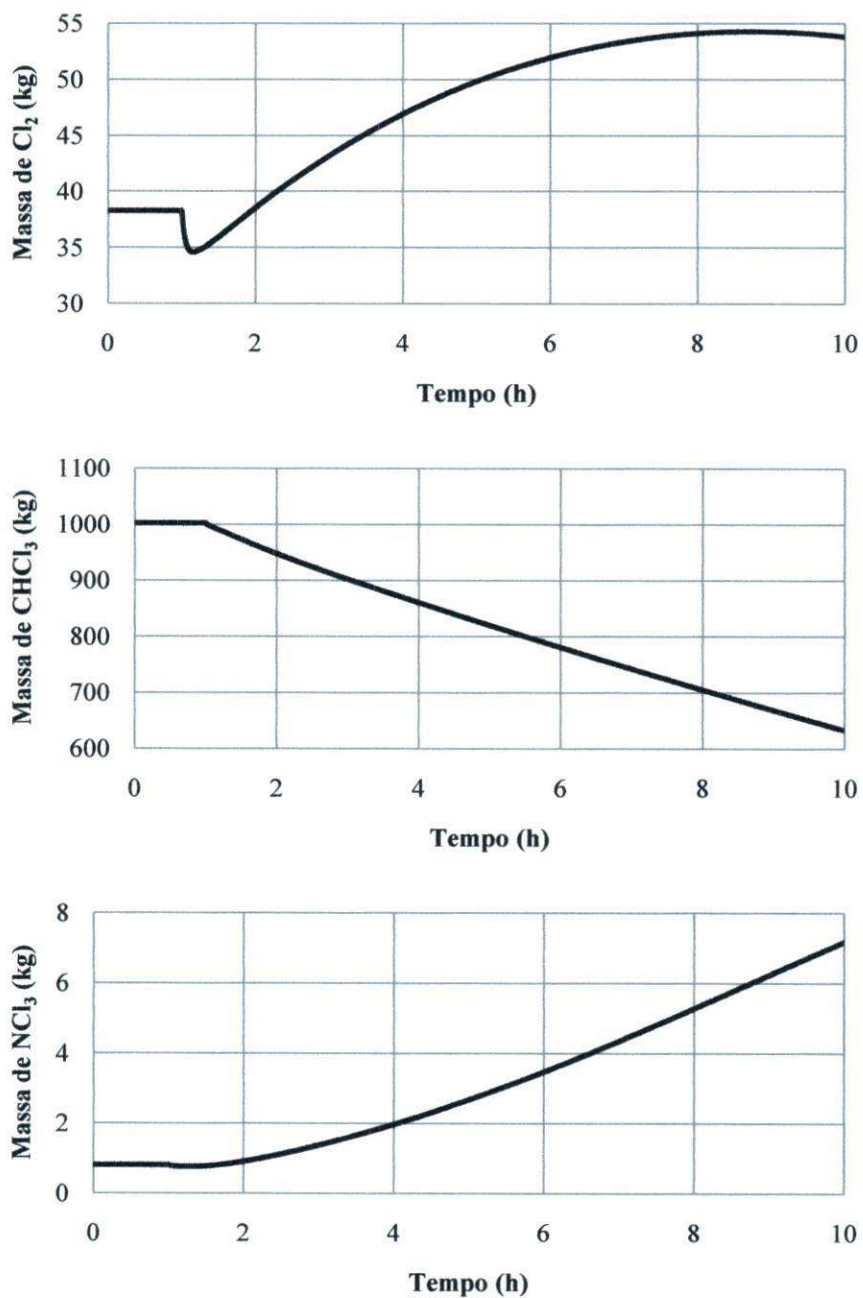 55
50
45
40
35
30
Massa de Cl₂ (kg)
0 2 4 6 8 10
Tempo (h)
1100
1000
900
800
700
600
Massa de CHCl₃ (kg)
0 2 4 6 8 10
Tempo (h)
8
6
4
2
0
Massa de NCl₃ (kg)
0 2 4 6 8 10
Tempo (h)